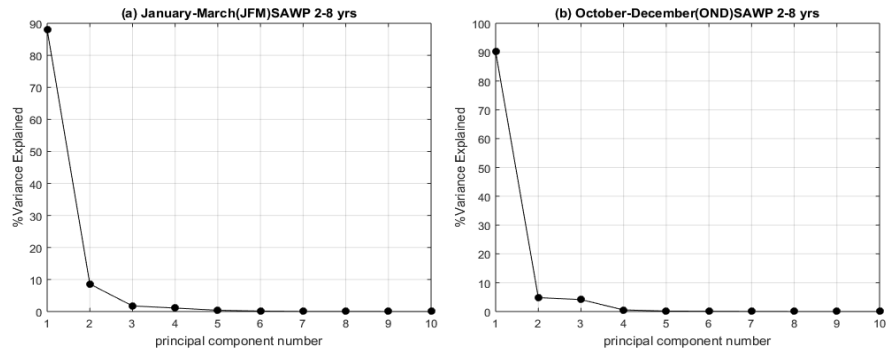 (a) January-March(JFM)SAWP 2-8 yrs
90
80
70
60
50
40
30
20
10
0
%Variance Explained
1 2 3 4 5 6 7 8 9 10
principal component number
(b) October-December(OND)SAWP 2-8 yrs
100
90
80
70
60
50
40
30
20
10
0
%Variance Explained
1 2 3 4 5 6 7 8 9 10
principal component number